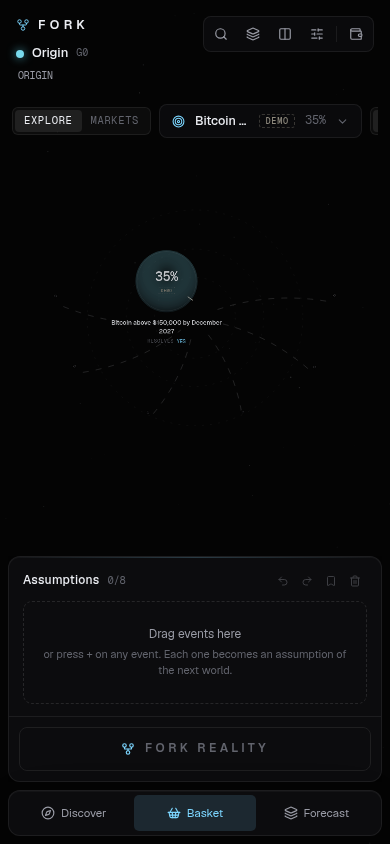 FORK
Origin G0
ORIGIN
EXPLORE MARKETS
Bitcoin ... DEMO 35%
35%
Bitcoin above $150,000 by December
2027
RESOLVES YES
Assumptions 0/8
Drag events here
or press + on any event. Each one becomes an assumption of
the next world.
FORK REALITY
Discover Basket Forecast